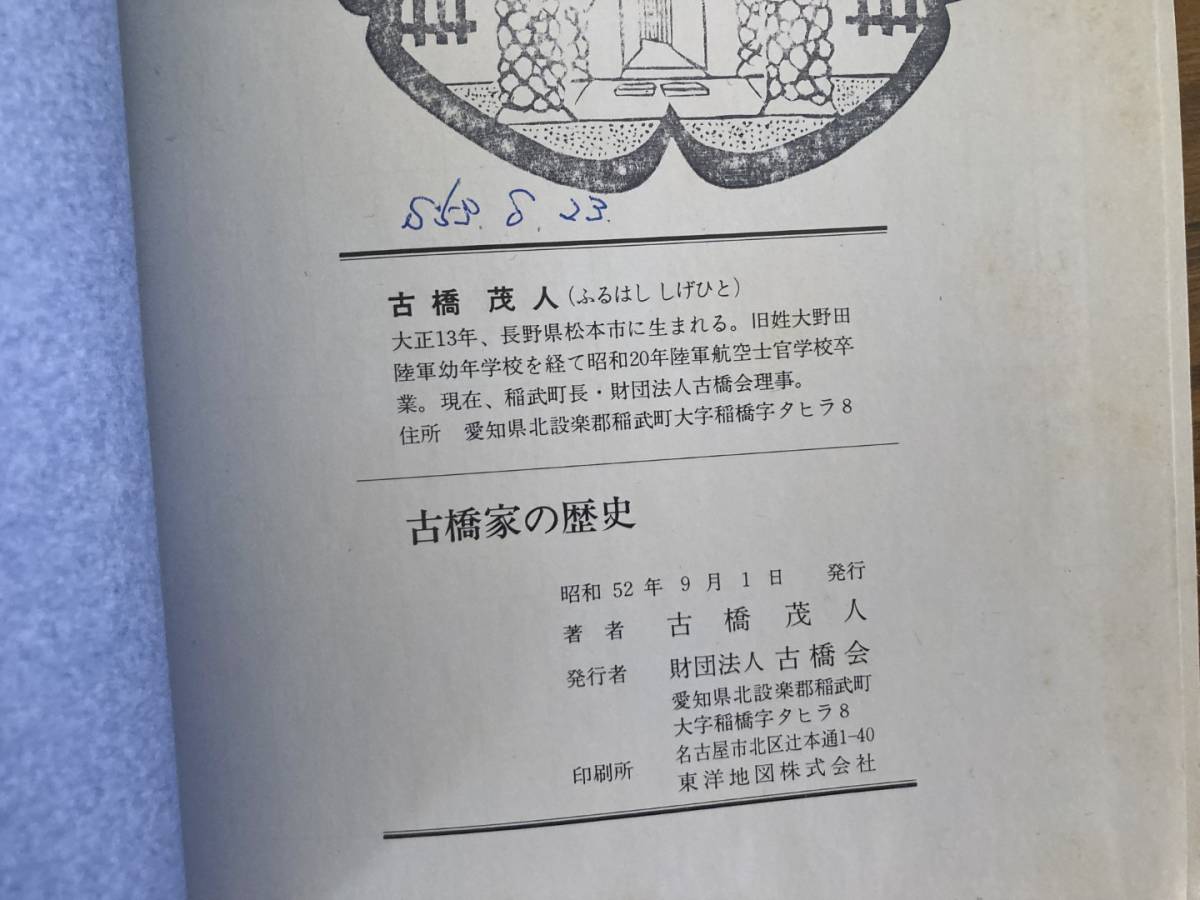 S53. 8. 23.
古橋 茂人(ふるはし しげひと)
大正13年、長野県松本市に生まれる。旧姓大野田
陸軍幼年学校を経て昭和20年陸軍航空士官学校卒
業。現在、稲武町長・財団法人古橋会理事。
住所 愛知県北設楽郡稲武町大字稲橋字タヒラ8
古橋家の歴史
昭和 52 年 9 月 1 日 発行
著者 古橋茂人
発行者 財団法人 古橋会
愛知県北設楽郡稲武町
大字稲橋字タヒラ8
名古屋市北区辻本通1-40
印刷所 東洋地図株式会社